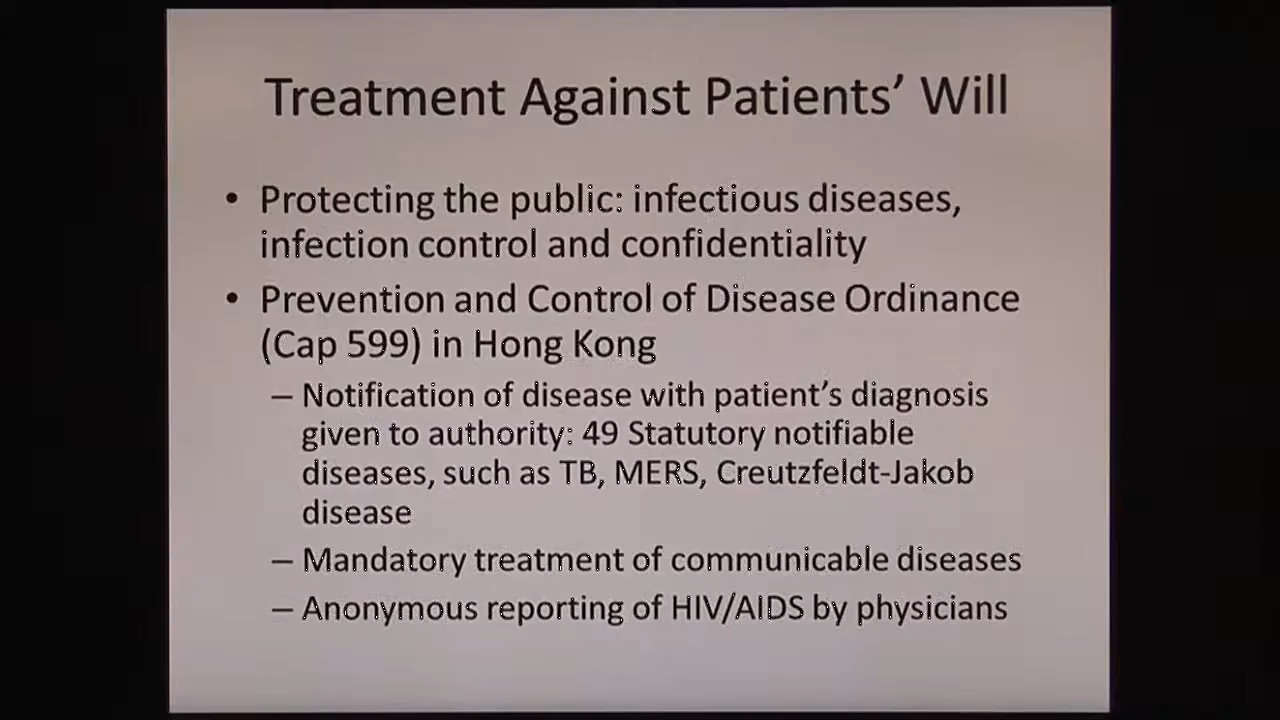 Treatment Against Patients’ Will
• Protecting the public: infectious diseases,
infection control and confidentiality
• Prevention and Control of Disease Ordinance
(Cap 599) in Hong Kong
– Notification of disease with patient’s diagnosis
given to authority: 49 Statutory notifiable
diseases, such as TB, MERS, Creutzfeldt-Jakob
disease
– Mandatory treatment of communicable diseases
– Anonymous reporting of HIV/AIDS by physicians